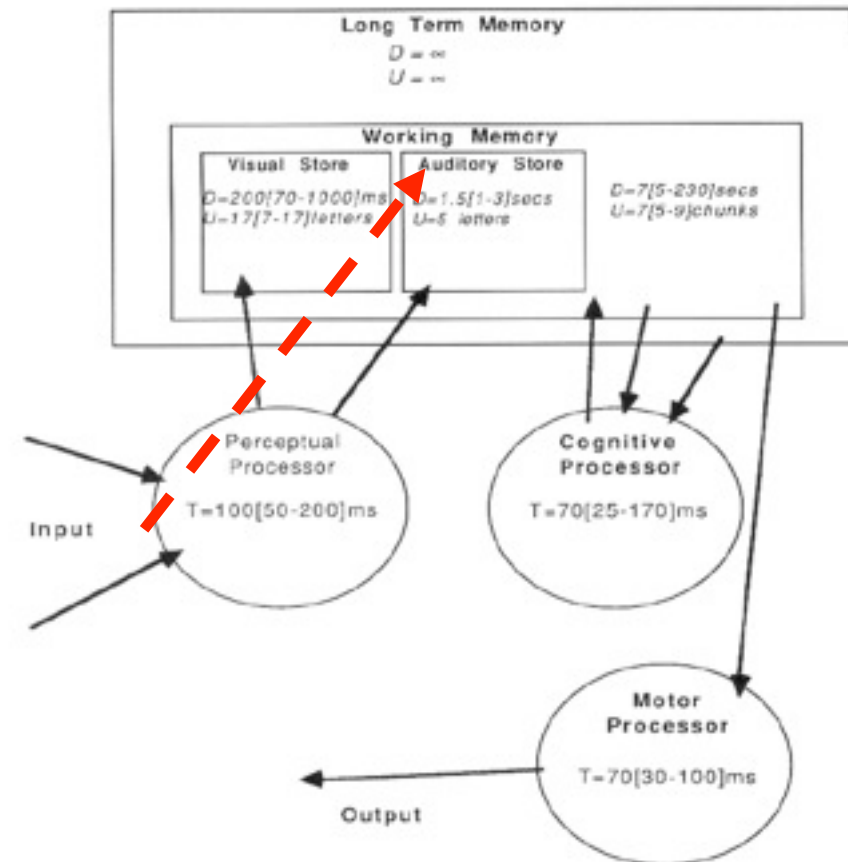 Long Term Memory
D = ∞
U = ∞
Working Memory
Visual Store
D=200[70-1000]ms
U=17[7-17]letters
Auditory Store
D=1.5[1-3]secs
U=5 letters
D=7[5-230]secs
U=7[5-9]chunks
Perceptual
Processor
T=100[50-200]ms
Cognitive
Processor
T=70[25-170]ms
Input
Motor
Processor
T=70[30-100]ms
Output